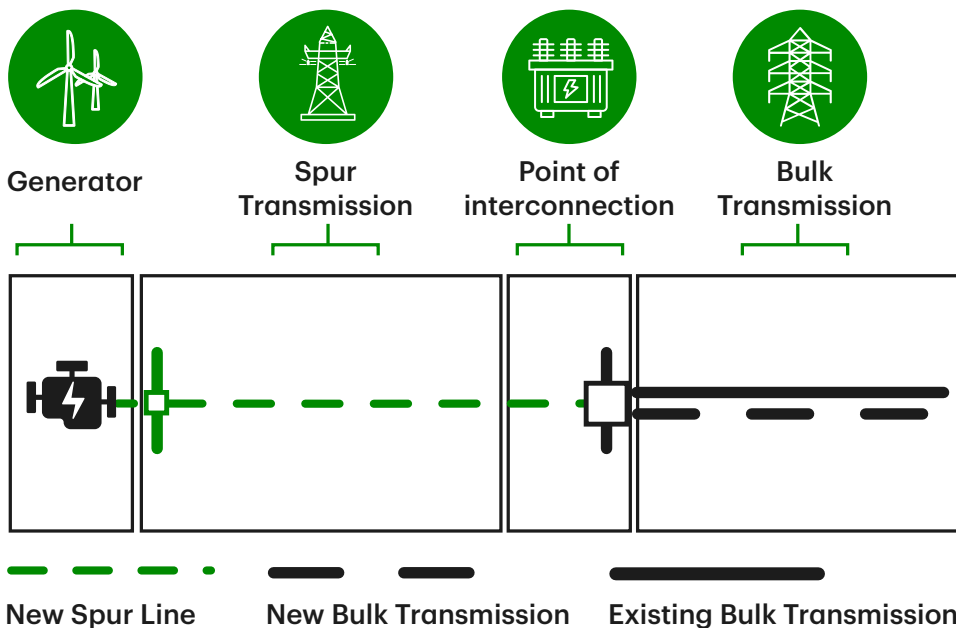 Generator
Spur
Transmission
Point of
interconnection
Bulk
Transmission
New Spur Line
New Bulk Transmission
Existing Bulk Transmission